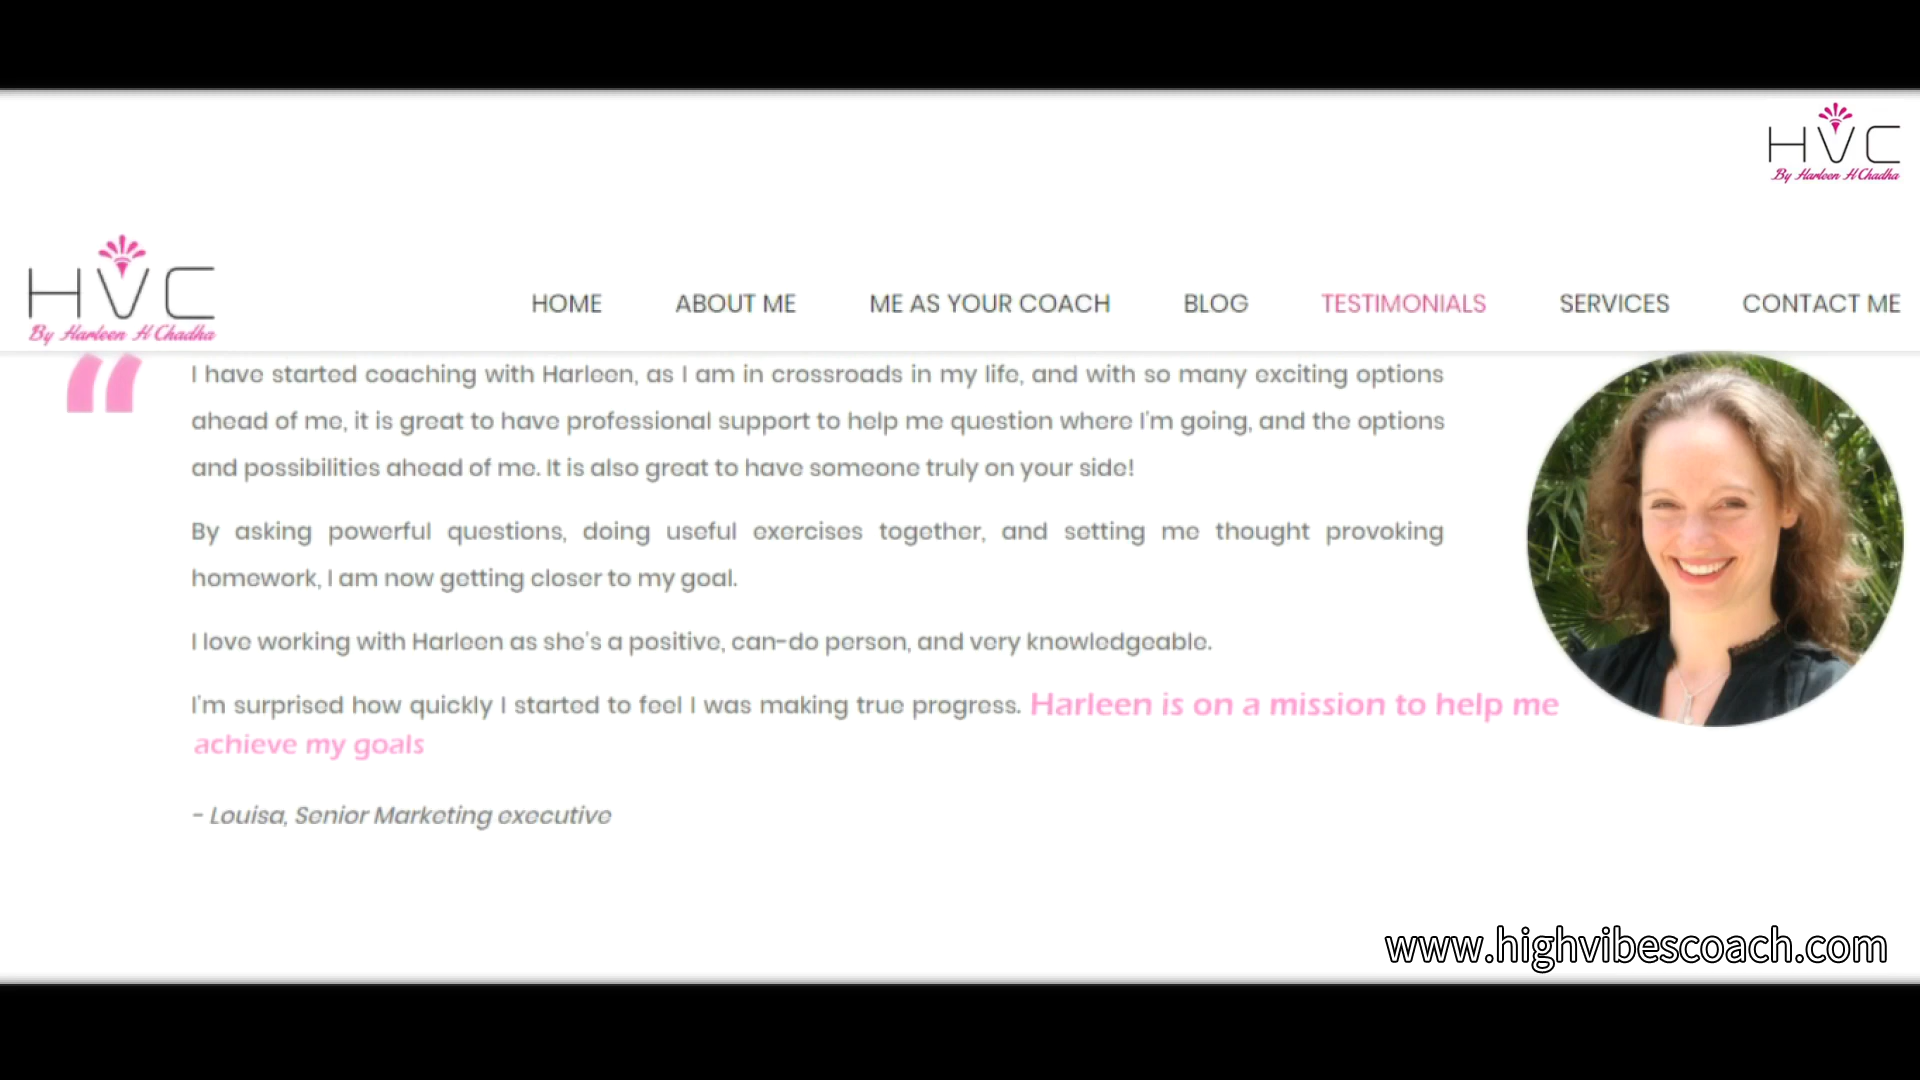 HVC
By Harleen H Chadha
HVC
By Harleen H Chadha
HOME ABOUT ME ME AS YOUR COACH BLOG TESTIMONIALS SERVICES CONTACT ME
“
I have started coaching with Harleen, as I am in crossroads in my life, and with so many exciting options
ahead of me, it is great to have professional support to help me question where I'm going, and the options
and possibilities ahead of me. It is also great to have someone truly on your side!
By asking powerful questions, doing useful exercises together, and setting me thought provoking
homework, I am now getting closer to my goal.
I love working with Harleen as she's a positive, can-do person, and very knowledgeable.
I'm surprised how quickly I started to feel I was making true progress. Harleen is on a mission to help me
achieve my goals
- Louisa, Senior Marketing executive
www.highvibescoach.com